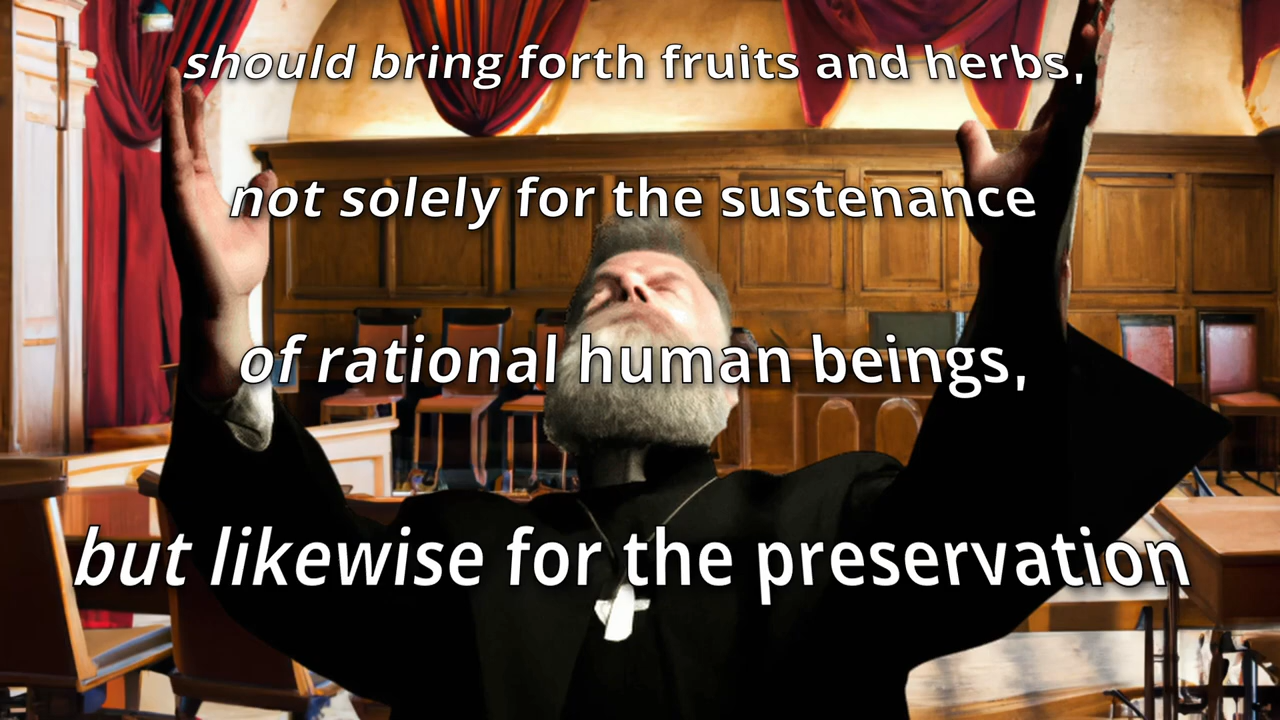 should bring forth fruits and herbs,
not solely for the sustenance
of rational human beings,
but likewise for the preservation